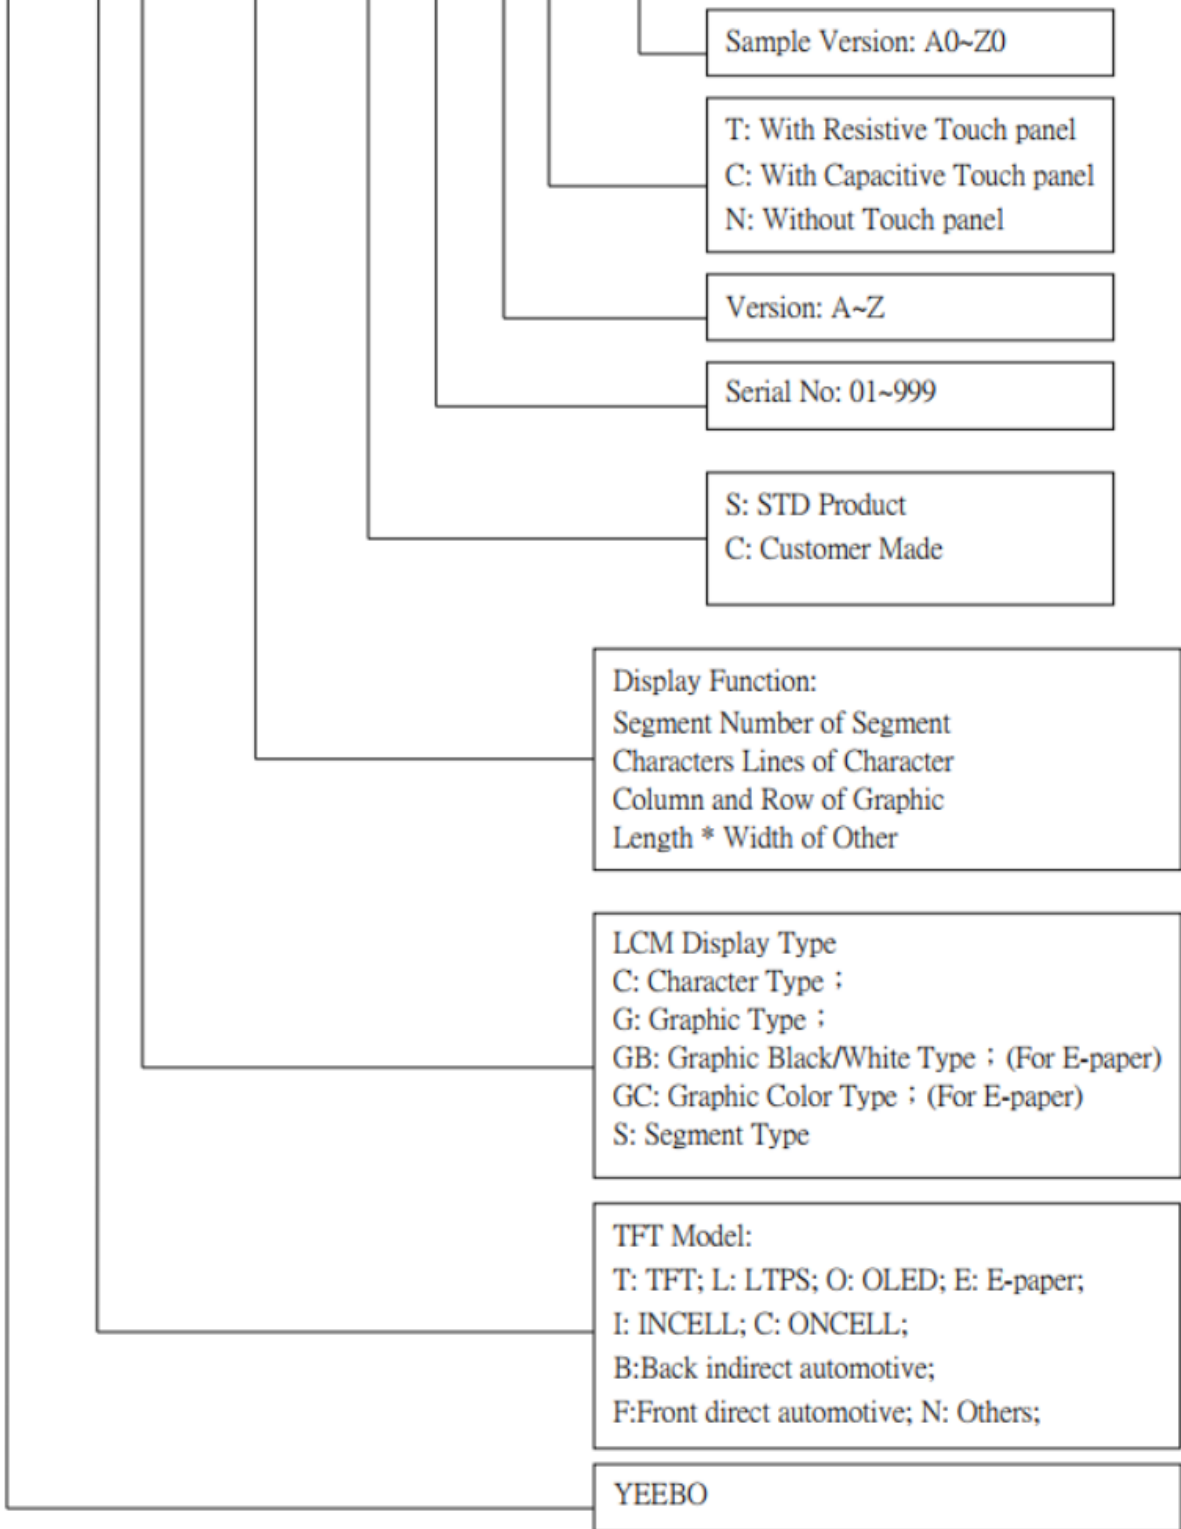 Sample Version: A0~Z0
T: With Resistive Touch panel
C: With Capacitive Touch panel
N: Without Touch panel
Version: A~Z
Serial No: 01~999
S: STD Product
C: Customer Made
Display Function:
Segment Number of Segment
Characters Lines of Character
Column and Row of Graphic
Length * Width of Other
LCM Display Type
C: Character Type；
G: Graphic Type；
GB: Graphic Black/White Type；(For E-paper)
GC: Graphic Color Type；(For E-paper)
S: Segment Type
TFT Model:
T: TFT; L: LTPS; O: OLED; E: E-paper;
I: INCELL; C: ONCELL;
B:Back indirect automotive;
F:Front direct automotive; N: Others;
YEEBO